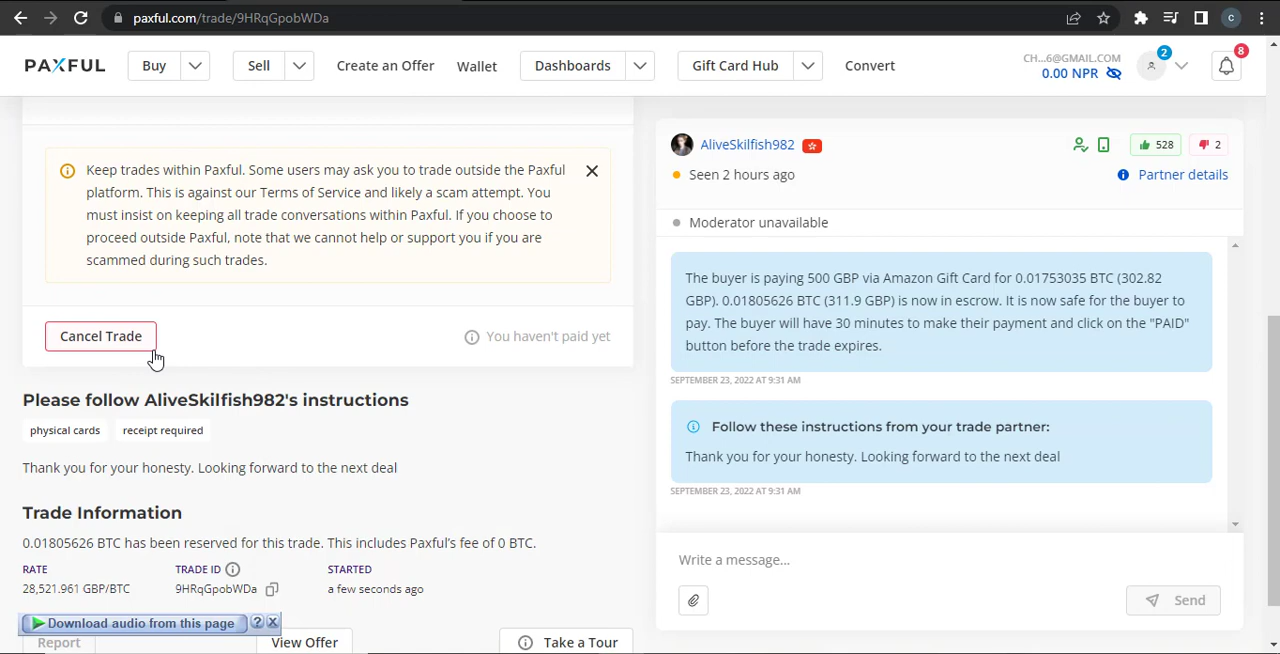 paxful.com/trade/9HRqGpobWDa
C
PAXFUL
Buy
Sell
Create an Offer
Wallet
Dashboards
Gift Card Hub
Convert
CH...6@GMAIL.COM
0.00 NPR
2
8
Keep trades within Paxful. Some users may ask you to trade outside the Paxful
platform. This is against our Terms of Service and likely a scam attempt. You
must insist on keeping all trade conversations within Paxful. If you choose to
proceed outside Paxful, note that we cannot help or support you if you are
scammed during such trades.
Cancel Trade
You haven't paid yet
Please follow AliveSkilfish982's instructions
physical cards
receipt required
Thank you for your honesty. Looking forward to the next deal
Trade Information
0.01805626 BTC has been reserved for this trade. This includes Paxful's fee of 0 BTC.
RATE
TRADE ID
STARTED
28,521.961 GBP/BTC
9HRqGpobWDa
a few seconds ago
Download audio from this page
?
X
Report
View Offer
Take a Tour
AliveSkilfish982
528
2
Seen 2 hours ago
Partner details
Moderator unavailable
The buyer is paying 500 GBP via Amazon Gift Card for 0.01753035 BTC (302.82
GBP). 0.01805626 BTC (311.9 GBP) is now in escrow. It is now safe for the buyer to
pay. The buyer will have 30 minutes to make their payment and click on the "PAID"
button before the trade expires.
SEPTEMBER 23, 2022 AT 9:31 AM
Follow these instructions from your trade partner:
Thank you for your honesty. Looking forward to the next deal
SEPTEMBER 23, 2022 AT 9:31 AM
Write a message...
Send